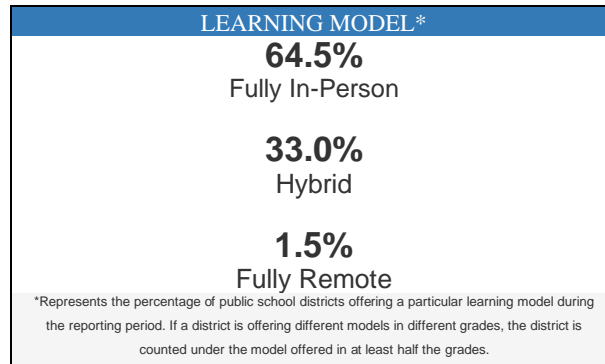 LEARNING MODEL*
64.5%
Fully In-Person
33.0%
Hybrid
1.5%
Fully Remote
*Represents the percentage of public school districts offering a particular learning model during
the reporting period. If a district is offering different models in different grades, the district is
counted under the model offered in at least half the grades.